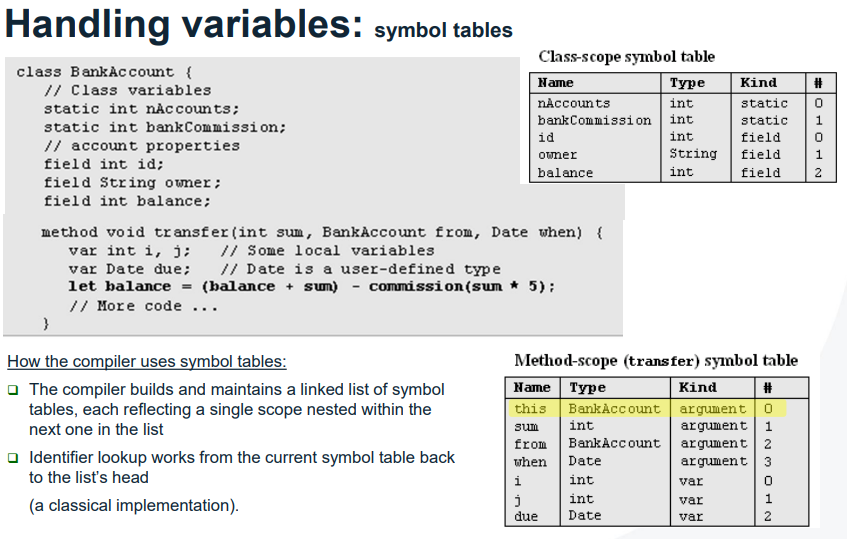 Handling variables: symbol tables
class BankAccount {
// Class variables
static int nAccounts;
static int bankCommission;
// account properties
field int id;
field String owner;
field int balance;
method void transfer(int sum, BankAccount from, Date when) {
var int i, j; // Some local variables
var Date due; // Date is a user-defined type
let balance = (balance + sum) - commission(sum * 5);
// More code ...
}
Class-scope symbol table
Name Type Kind #
nAccounts int static 0
bankCommission int static 1
id int field 0
owner String field 1
balance int field 2
How the compiler uses symbol tables:
The compiler builds and maintains a linked list of symbol
tables, each reflecting a single scope nested within the
next one in the list
Identifier lookup works from the current symbol table back
to the list's head
(a classical implementation).
Method-scope (transfer) symbol table
Name Type Kind #
this BankAccount argument 0
sum int argument 1
from BankAccount argument 2
when Date argument 3
i int var 0
j int var 1
due Date var 2